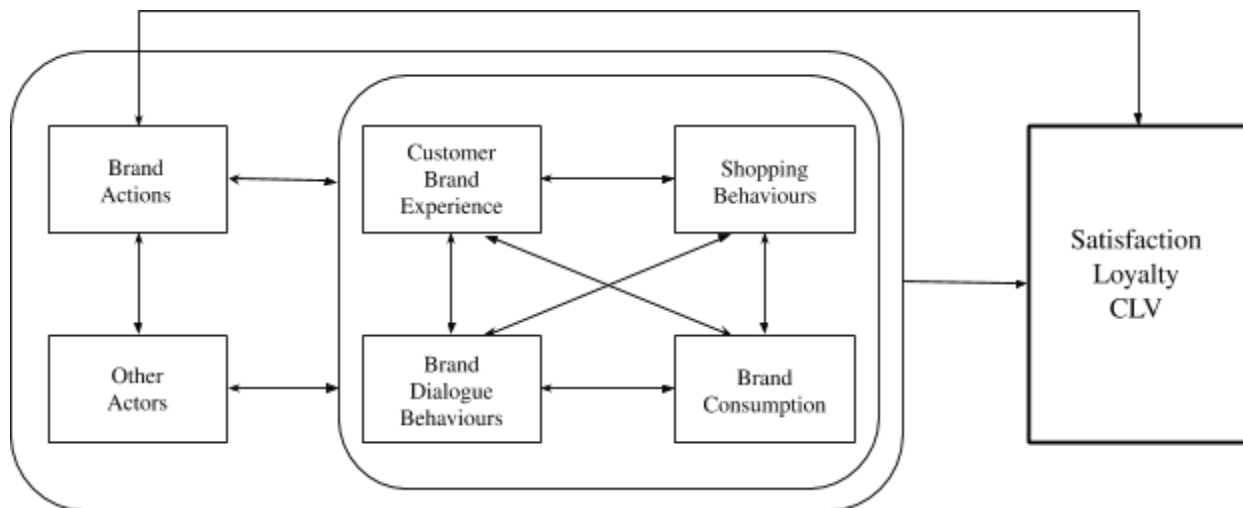 Brand
Actions
Customer
Brand
Experience
Shopping
Behaviours
Other
Actors
Brand
Dialogue
Behaviours
Brand
Consumption
Satisfaction
Loyalty
CLV